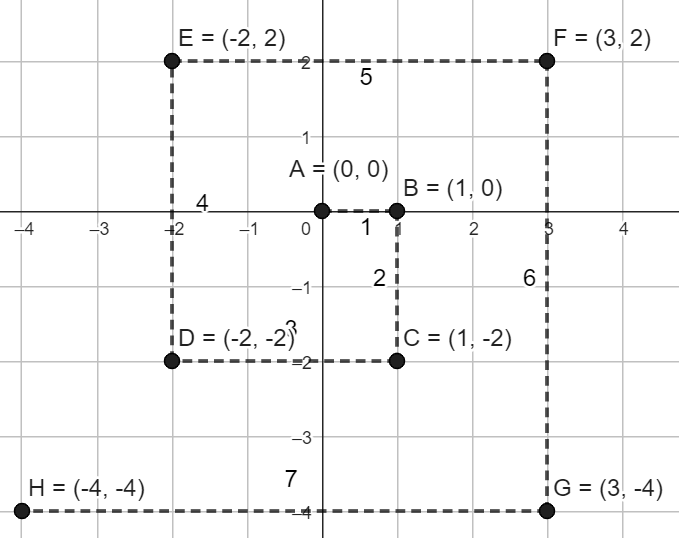 E = (-2, 2)
F = (3, 2)
2
5
1
A = (0, 0)
B = (1, 0)
4
–4
–3
–2
–1
0
1
1
2
3
4
2
6
–1
3
D = (-2, -2)
C = (1, -2)
–2
–3
7
H = (-4, -4)
G = (3, -4)
–4